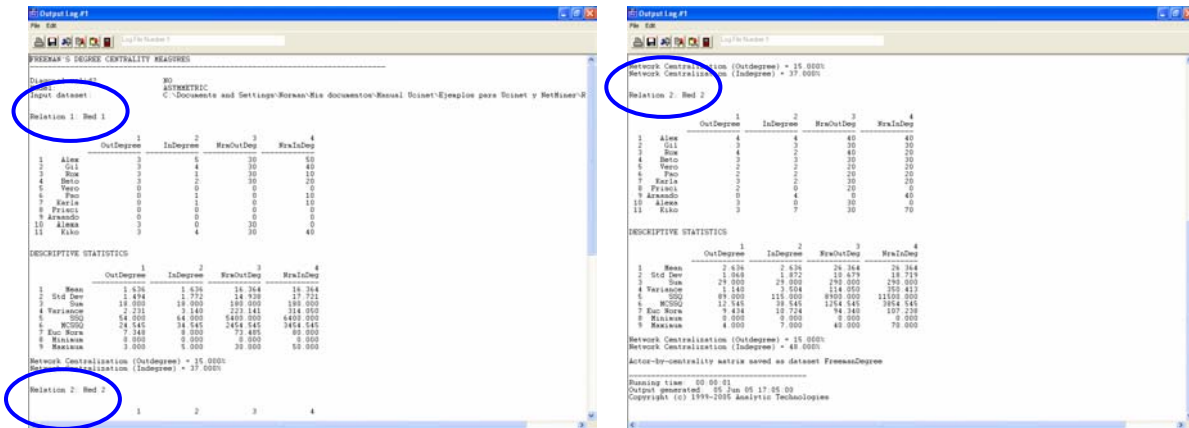 Output Log #1
File Edit
Log File Number 1
FREEMAN'S DEGREE CENTRALITY MEASURES
NO
ASYMMETRIC
Input dataset: C:\Documents and Settings\Norman\Mis documentos\Manual Ucinet\Ejemplos para Ucinet y NetMiner\R
Relation 1: Red 1
1 2 3 4
OutDegree InDegree NrmOutDeg NrmInDeg
1 Alex 3 5 30 50
2 Gil 3 4 30 40
3 Rox 3 1 30 10
4 Beto 3 2 30 20
5 Vero 0 0 0 0
6 Pao 0 1 0 10
7 Karla 0 1 0 10
8 Prisci 0 0 0 0
9 Armando 0 0 0 0
10 Alexa 3 0 30 0
11 Kiko 3 4 30 40
DESCRIPTIVE STATISTICS
1 2 3 4
OutDegree InDegree NrmOutDeg NrmInDeg
1 Mean 1.636 1.636 16.364 16.364
2 Std Dev 1.494 1.772 14.938 17.721
3 Sum 18.000 18.000 180.000 180.000
4 Variance 2.231 3.140 223.141 314.050
5 SSQ 54.000 64.000 5400.000 6400.000
6 MCSSQ 24.545 34.545 2454.545 3454.545
7 Euc Norm 7.348 8.000 73.485 80.000
8 Minimum 0.000 0.000 0.000 0.000
9 Maximum 3.000 5.000 30.000 50.000
Network Centralization (Outdegree) = 15.000%
Network Centralization (Indegree) = 37.000%
Relation 2: Red 2
1 2 3 4
Output Log #1
File Edit
Log File Number 1
Network Centralization (Outdegree) = 15.000%
Network Centralization (Indegree) = 37.000%
Relation 2: Red 2
1 2 3 4
OutDegree InDegree NrmOutDeg NrmInDeg
1 Alex 4 4 40 40
2 Gil 3 3 30 30
3 Rox 4 2 40 20
4 Beto 3 3 30 30
5 Vero 2 2 20 20
6 Pao 2 2 20 20
7 Karla 3 2 30 20
8 Prisci 2 0 20 0
9 Armando 0 4 0 40
10 Alexa 3 0 30 0
11 Kiko 3 7 30 70
DESCRIPTIVE STATISTICS
1 2 3 4
OutDegree InDegree NrmOutDeg NrmInDeg
1 Mean 2.636 2.636 26.364 26.364
2 Std Dev 1.068 1.872 10.679 18.719
3 Sum 29.000 29.000 290.000 290.000
4 Variance 1.140 3.504 114.050 350.413
5 SSQ 89.000 115.000 8900.000 11500.000
6 MCSSQ 12.545 38.545 1254.545 3854.545
7 Euc Norm 9.434 10.724 94.340 107.238
8 Minimum 0.000 0.000 0.000 0.000
9 Maximum 4.000 7.000 40.000 70.000
Network Centralization (Outdegree) = 15.000%
Network Centralization (Indegree) = 48.000%
Actor-by-centrality matrix saved as dataset FreemanDegree
Running time: 00:00:01
Output generated: 05 Jun 05 17:05:00
Copyright (c) 1999-2005 Analytic Technologies